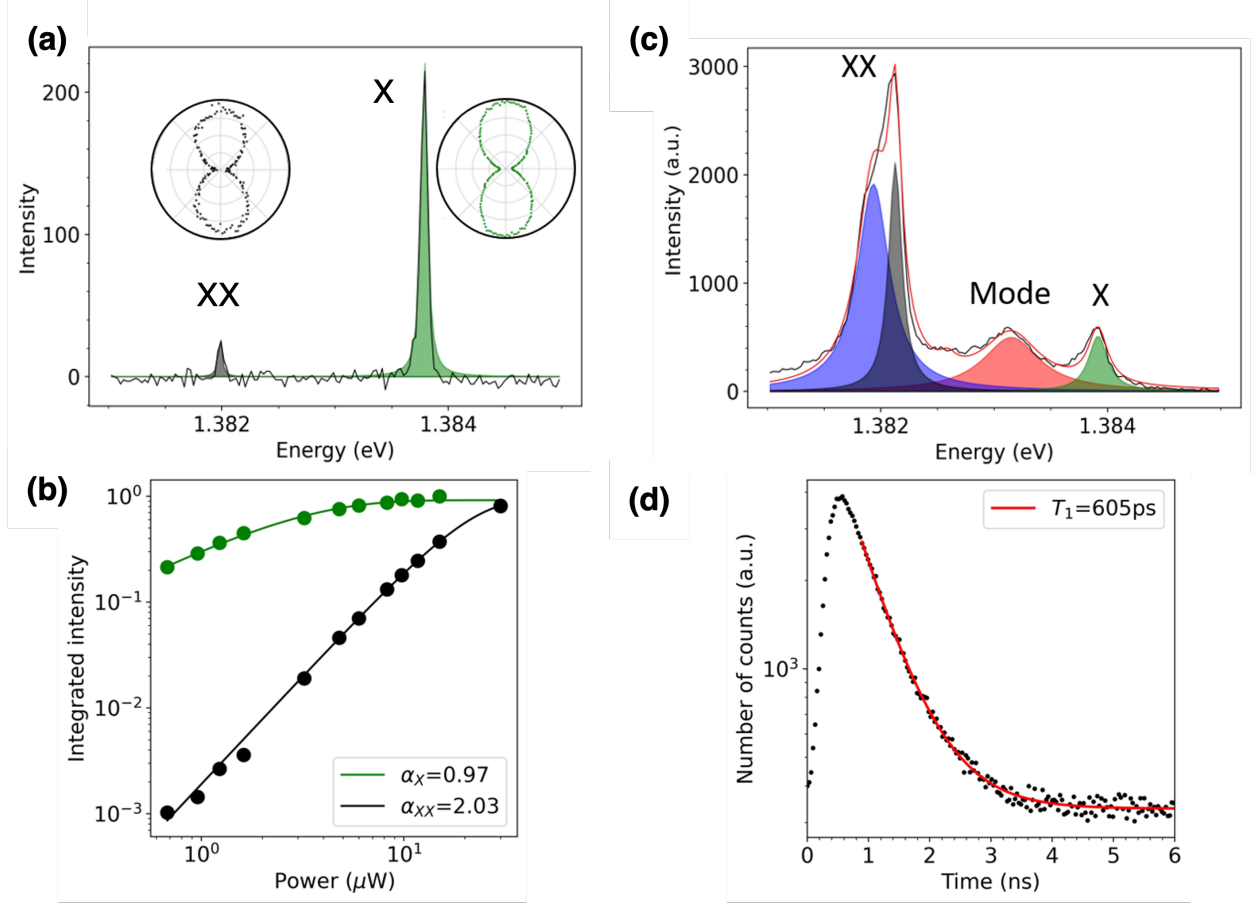 (a)
Intensity
200
100
0
XX
X
1.382
1.384
Energy (eV)
(c)
Intensity (a.u.)
3000
2000
1000
0
XX
Mode
X
1.382
1.384
Energy (eV)
(b)
Integrated intensity
10⁰
10⁻¹
10⁻²
10⁻³
α_X=0.97
α_XX=2.03
10⁰
10¹
Power (μW)
(d)
Number of counts (a.u.)
10³
T₁=605ps
0 1 2 3 4 5 6
Time (ns)